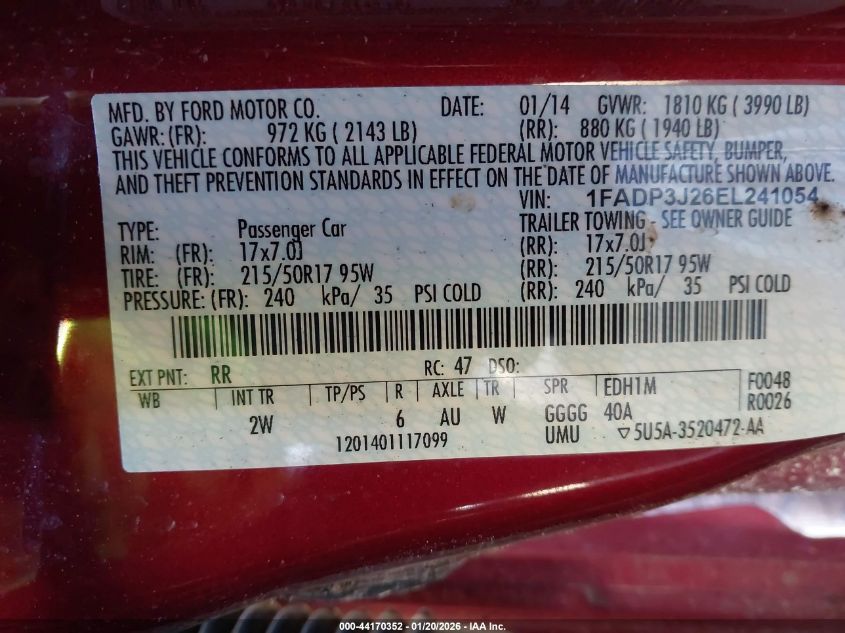 MFD. BY FORD MOTOR CO. DATE: 01/14 GVWR: 1810 KG ( 3990 LB)
GAWR: (FR): 972 KG ( 2143 LB) (RR): 880 KG ( 1940 LB)
THIS VEHICLE CONFORMS TO ALL APPLICABLE FEDERAL MOTOR VEHICLE SAFETY, BUMPER,
AND THEFT PREVENTION STANDARDS IN EFFECT ON THE DATE OF MANUFACTURE SHOWN ABOVE.
VIN: 1FADP3J26EL241054
TYPE: Passenger Car TRAILER TOWING - SEE OWNER GUIDE
RIM: (FR): 17x7.0J (RR): 17x7.0J
TIRE: (FR): 215/50R17 95W (RR): 215/50R17 95W
PRESSURE: (FR): 240 kPa/ 35 PSI COLD (RR): 240 kPa/ 35 PSI COLD
EXT PNT: RR RC: 47 DSO:
WB INT TR TP/PS R AXLE TR SPR EDH1M F0048
2W 6 AU W GGGG 40A R0026
1201401117099 UMU ▽5U5A-3520472-AA
000-44170352 - 01/20/2026 - IAA Inc.